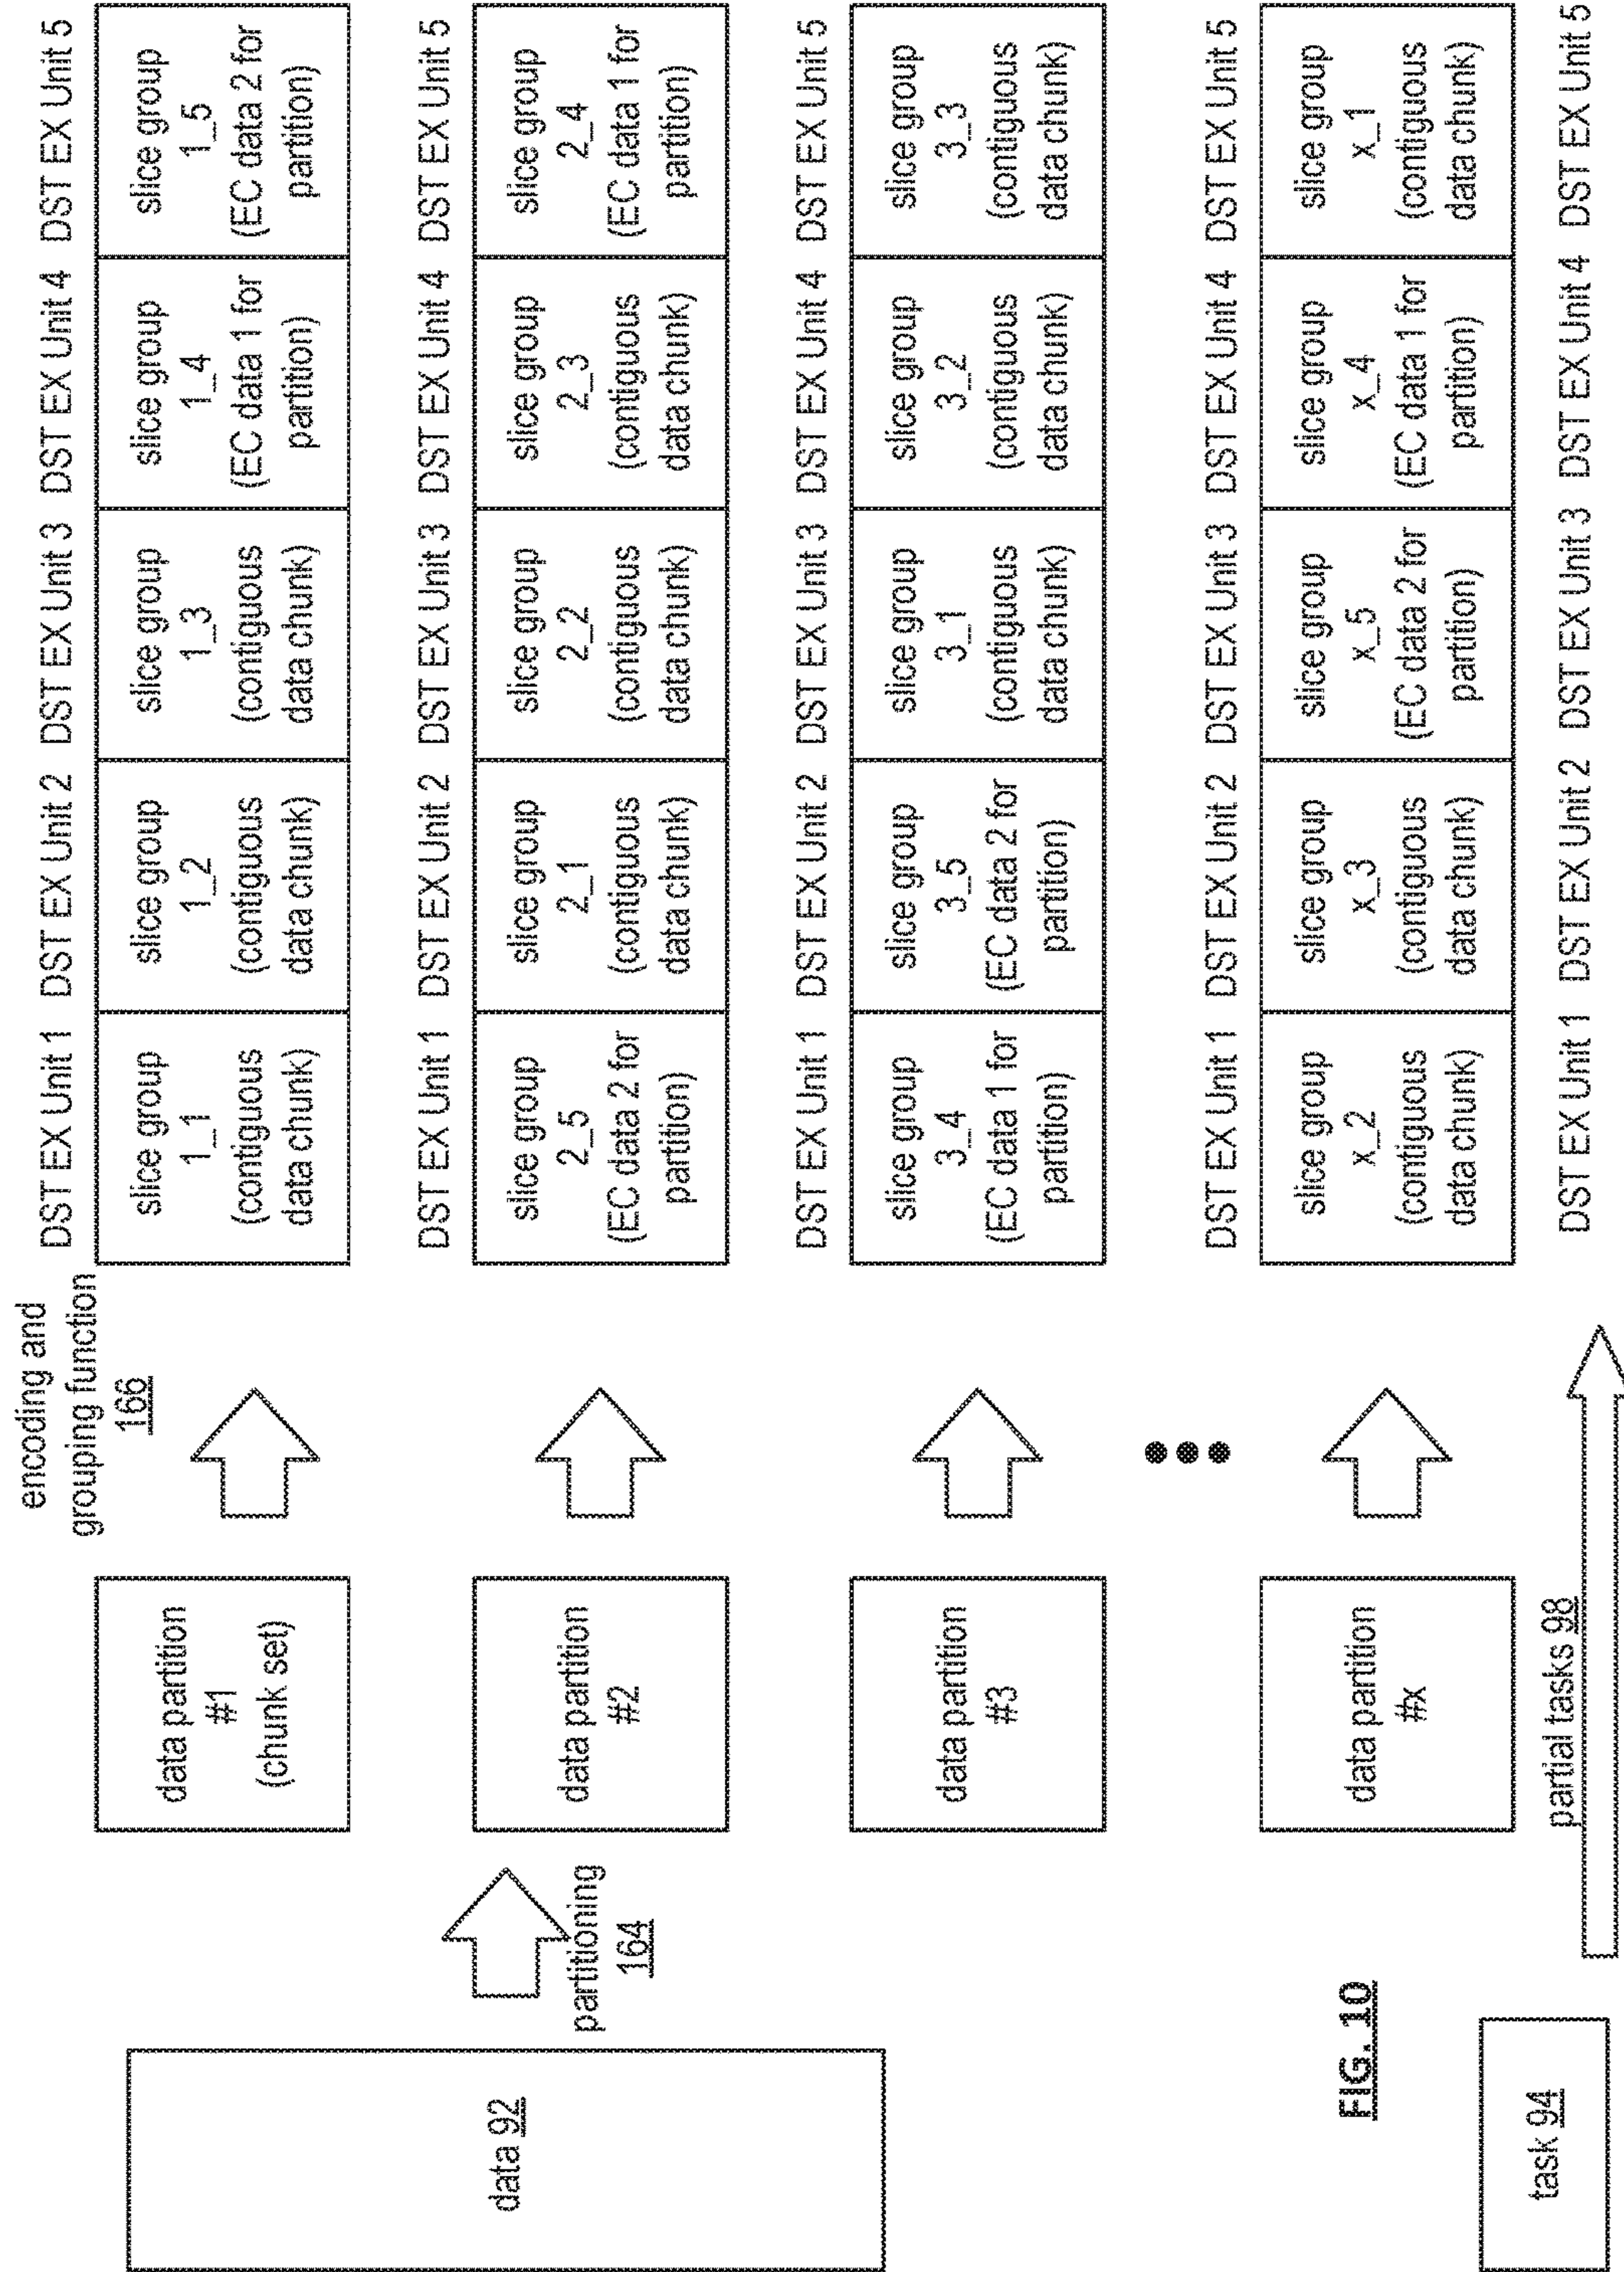 encoding and
grouping function
166
DST EX Unit 1 DST EX Unit 2 DST EX Unit 3 DST EX Unit 4 DST EX Unit 5
data partition
#1
(chunk set)
slice group
1_1
(contiguous
data chunk)
slice group
1_2
(contiguous
data chunk)
slice group
1_3
(contiguous
data chunk)
slice group
1_4
(EC data 1 for
partition)
slice group
1_5
(EC data 2 for
partition)
data 92
partitioning
164
DST EX Unit 1 DST EX Unit 2 DST EX Unit 3 DST EX Unit 4 DST EX Unit 5
data partition
#2
slice group
2_5
(EC data 2 for
partition)
slice group
2_1
(contiguous
data chunk)
slice group
2_2
(contiguous
data chunk)
slice group
2_3
(contiguous
data chunk)
slice group
2_4
(EC data 1 for
partition)
DST EX Unit 1 DST EX Unit 2 DST EX Unit 3 DST EX Unit 4 DST EX Unit 5
data partition
#3
slice group
3_4
(EC data 1 for
partition)
slice group
3_5
(EC data 2 for
partition)
slice group
3_1
(contiguous
data chunk)
slice group
3_2
(contiguous
data chunk)
slice group
3_3
(contiguous
data chunk)
DST EX Unit 1 DST EX Unit 2 DST EX Unit 3 DST EX Unit 4 DST EX Unit 5
data partition
#x
slice group
x_2
(contiguous
data chunk)
slice group
x_3
(contiguous
data chunk)
slice group
x_5
(EC data 2 for
partition)
slice group
x_4
(EC data 1 for
partition)
slice group
x_1
(contiguous
data chunk)
FIG. 10
task 94
partial tasks 98
DST EX Unit 1 DST EX Unit 2 DST EX Unit 3 DST EX Unit 4 DST EX Unit 5